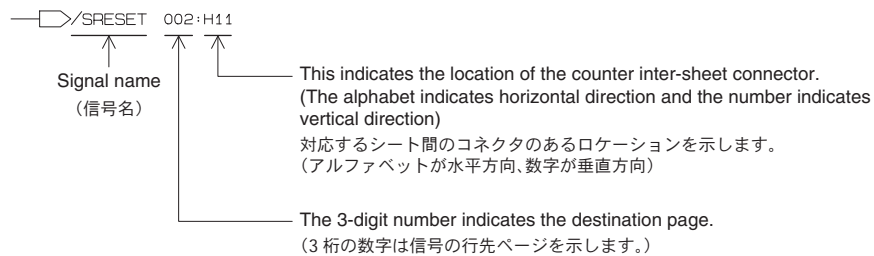 /SRESET 002:H11
Signal name
（信号名）
This indicates the location of the counter inter-sheet connector.
(The alphabet indicates horizontal direction and the number indicates
vertical direction)
対応するシート間のコネクタのあるロケーションを示します。
（アルファベットが水平方向、数字が垂直方向）
The 3-digit number indicates the destination page.
（3 桁の数字は信号の行先ページを示します。）